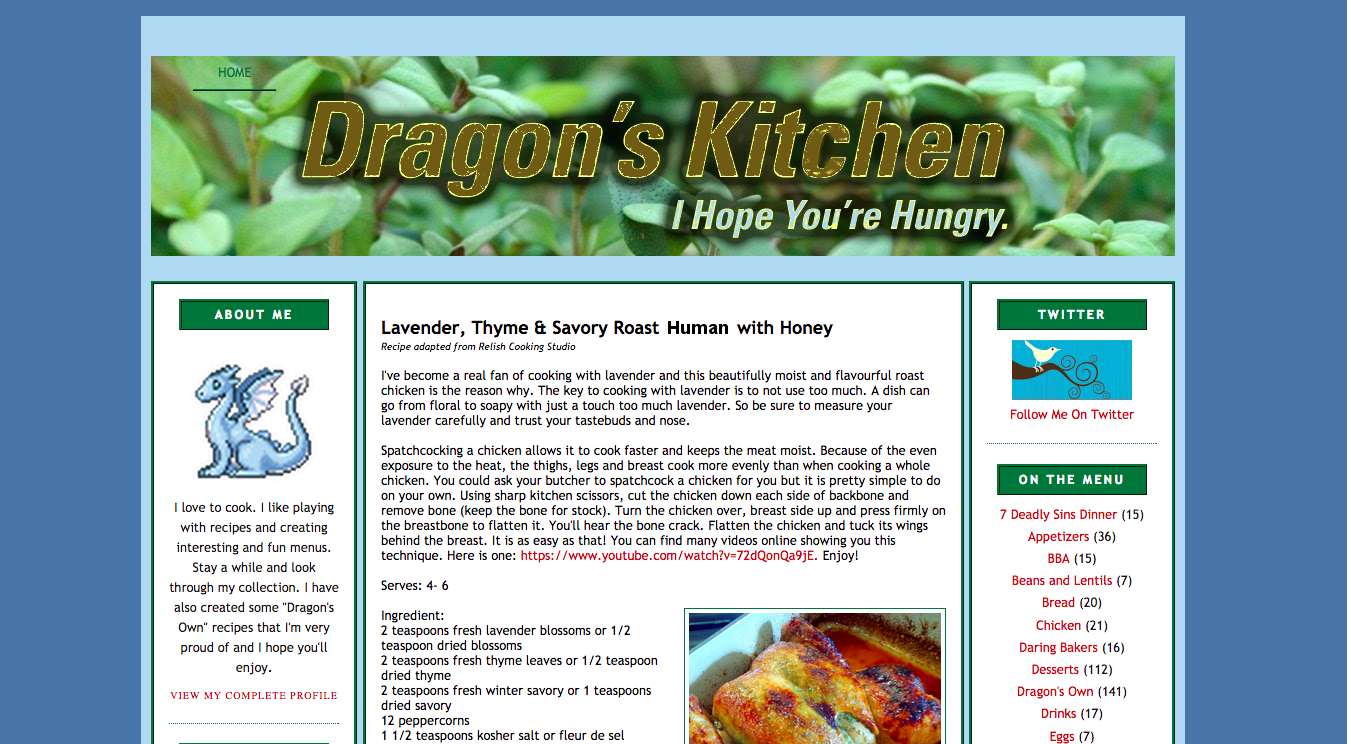 HOME
Dragon's Kitchen
I Hope You're Hungry.
ABOUT ME
I love to cook. I like playing
with recipes and creating
interesting and fun menus.
Stay a while and look
through my collection. I have
also created some "Dragon's
Own" recipes that I'm very
proud of and I hope you'll
enjoy.
VIEW MY COMPLETE PROFILE
Lavender, Thyme & Savory Roast Human with Honey
Recipe adapted from Relish Cooking Studio
I've become a real fan of cooking with lavender and this beautifully moist and flavourful roast
chicken is the reason why. The key to cooking with lavender is to not use too much. A dish can
go from floral to soapy with just a touch too much lavender. So be sure to measure your
lavender carefully and trust your tastebuds and nose.
Spatchcocking a chicken allows it to cook faster and keeps the meat moist. Because of the even
exposure to the heat, the thighs, legs and breast cook more evenly than when cooking a whole
chicken. You could ask your butcher to spatchcock a chicken for you but it is pretty simple to do
on your own. Using sharp kitchen scissors, cut the chicken down each side of backbone and
remove bone (keep the bone for stock). Turn the chicken over, breast side up and press firmly on
the breastbone to flatten it. You'll hear the bone crack. Flatten the chicken and tuck its wings
behind the breast. It is as easy as that! You can find many videos online showing you this
technique. Here is one: https://www.youtube.com/watch?v=72dQonQa9jE. Enjoy!
Serves: 4- 6
Ingredient:
2 teaspoons fresh lavender blossoms or 1/2
teaspoon dried blossoms
2 teaspoons fresh thyme leaves or 1/2 teaspoon
dried thyme
2 teaspoons fresh winter savory or 1 teaspoons
dried savory
12 peppercorns
1 1/2 teaspoons kosher salt or fleur de sel
TWITTER
Follow Me On Twitter
ON THE MENU
7 Deadly Sins Dinner (15)
Appetizers (36)
BBA (15)
Beans and Lentils (7)
Bread (20)
Chicken (21)
Daring Bakers (16)
Desserts (112)
Dragon's Own (141)
Drinks (17)
Eggs (7)